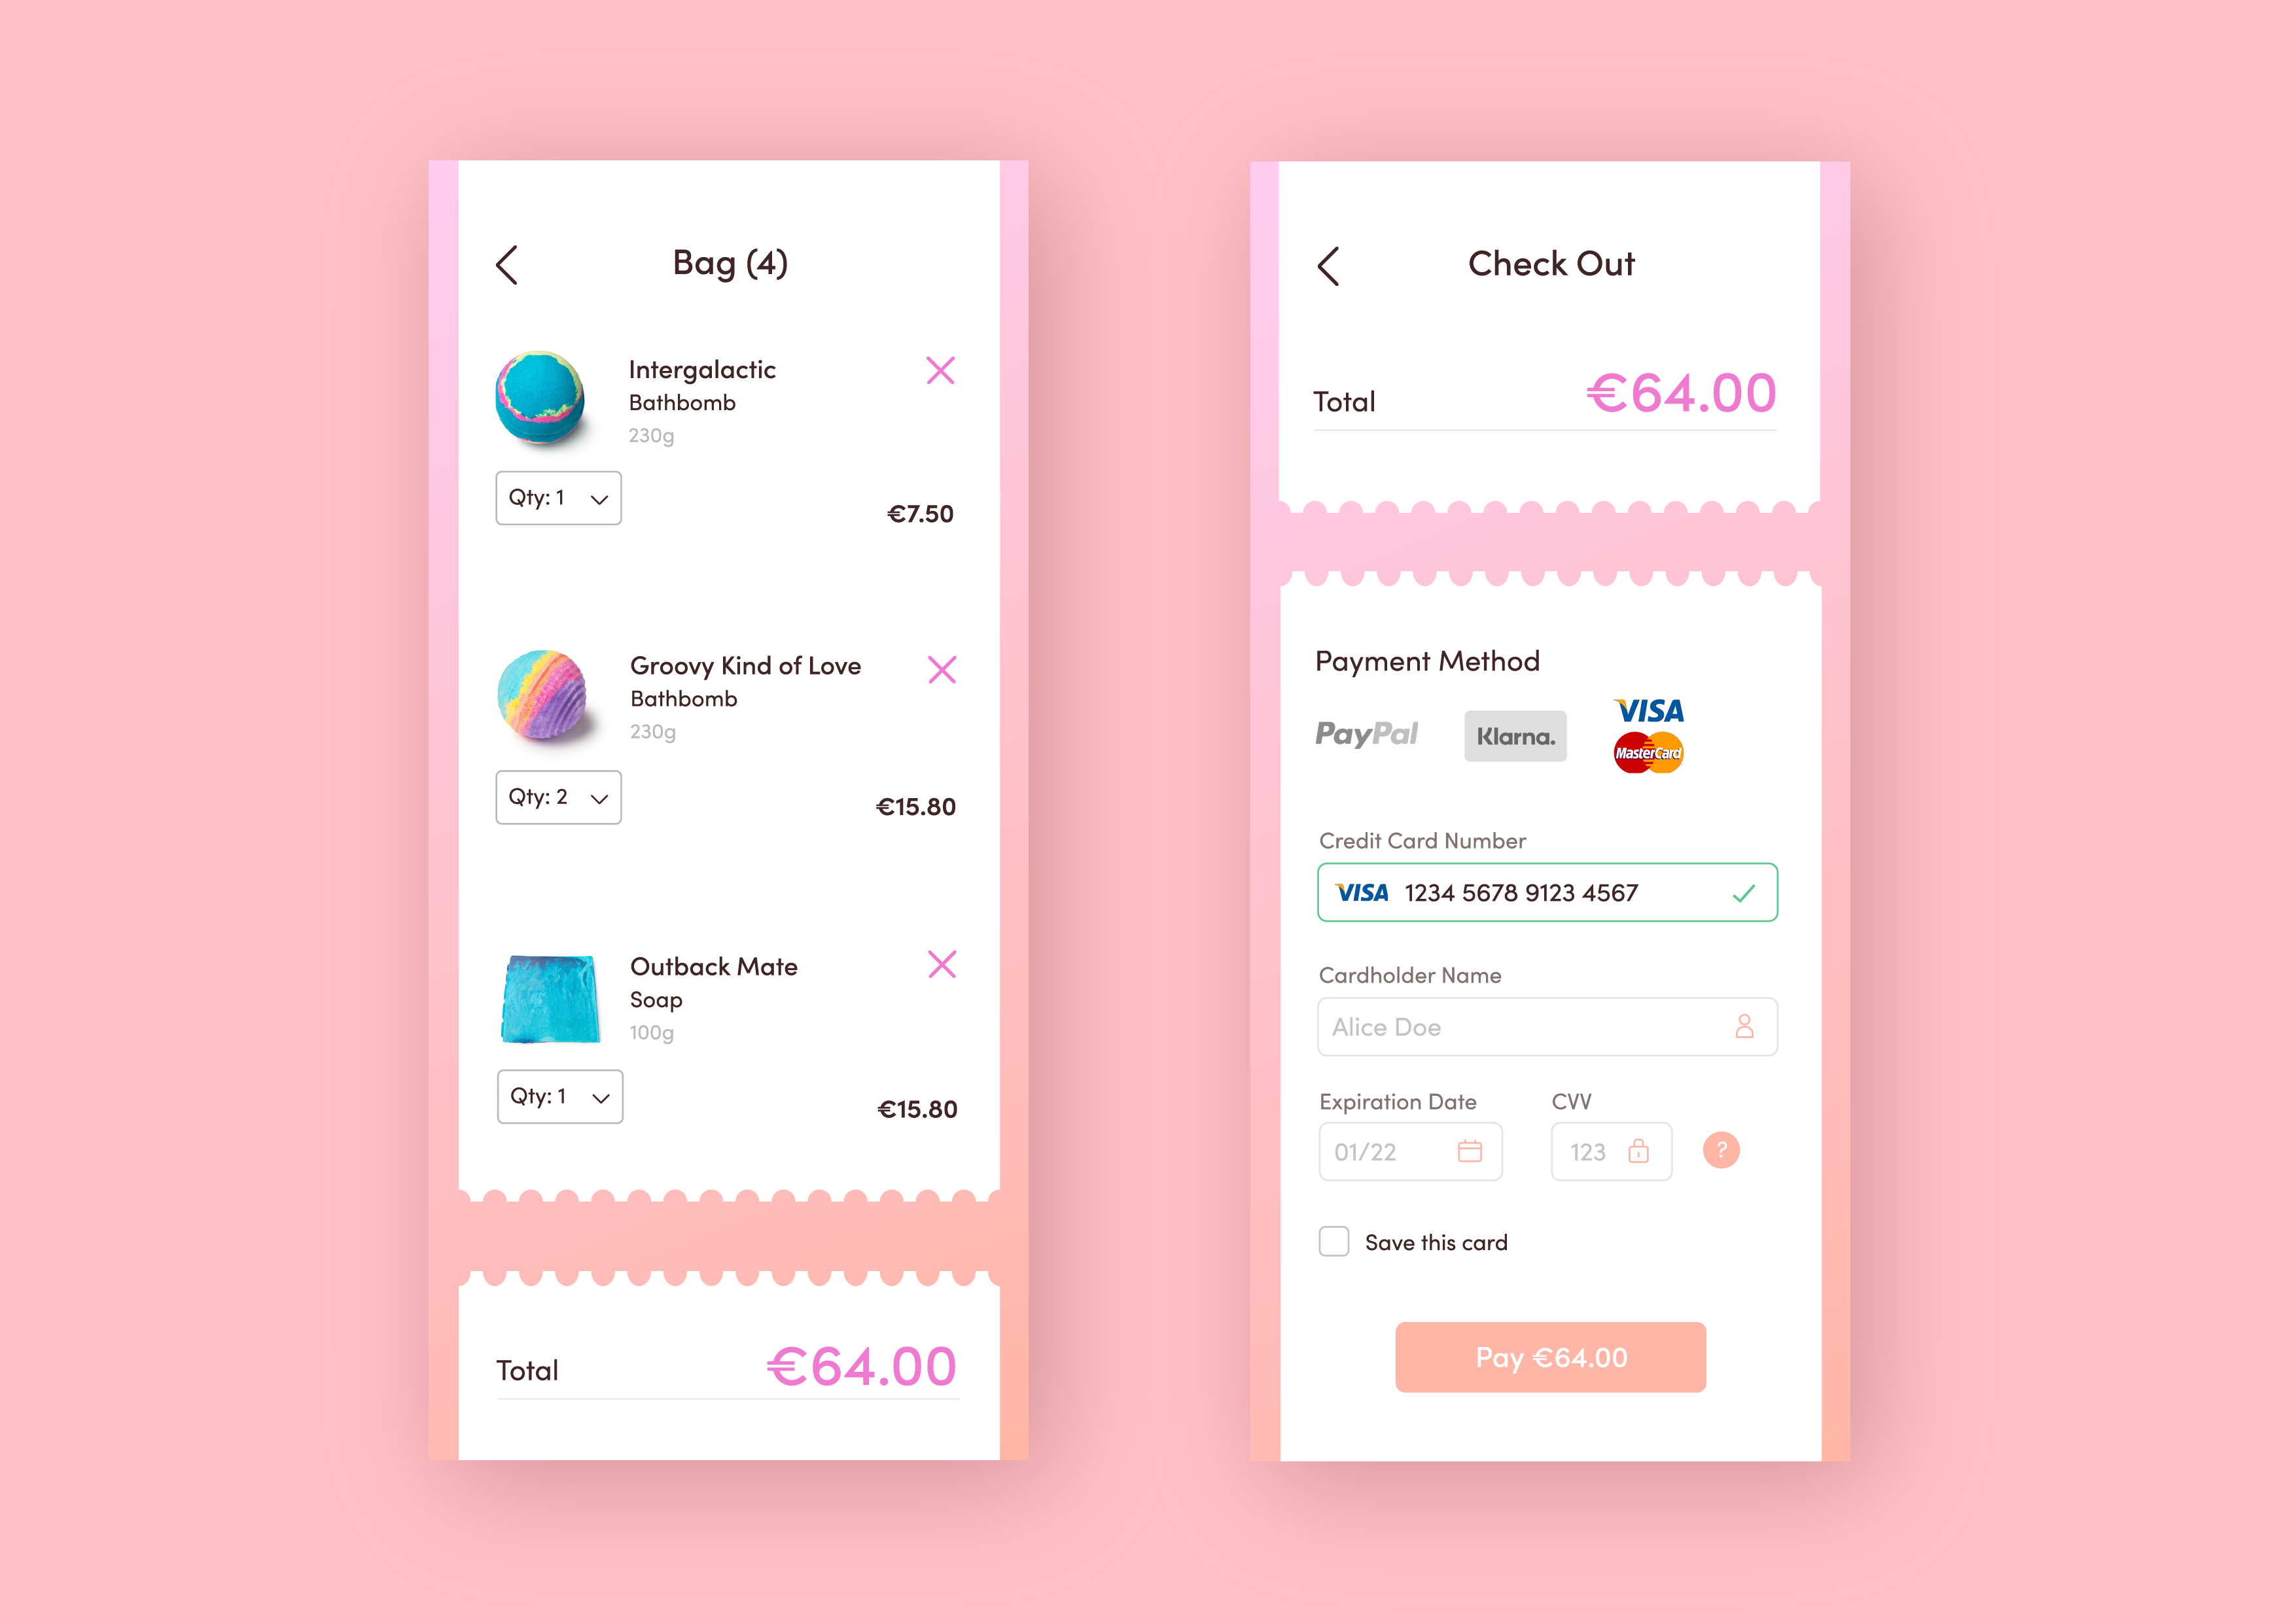 Bag (4)
Intergalactic
Bathbomb
230g
Qty: 1
€7.50
Groovy Kind of Love
Bathbomb
230g
Qty: 2
€15.80
Outback Mate
Soap
100g
Qty: 1
€15.80
Total €64.00
Check Out
Total €64.00
Payment Method
PayPal Klarna. VISA
MasterCard
Credit Card Number
VISA 1234 5678 9123 4567
Cardholder Name
Alice Doe
Expiration Date CVV
01/22 123 ?
Save this card
Pay €64.00